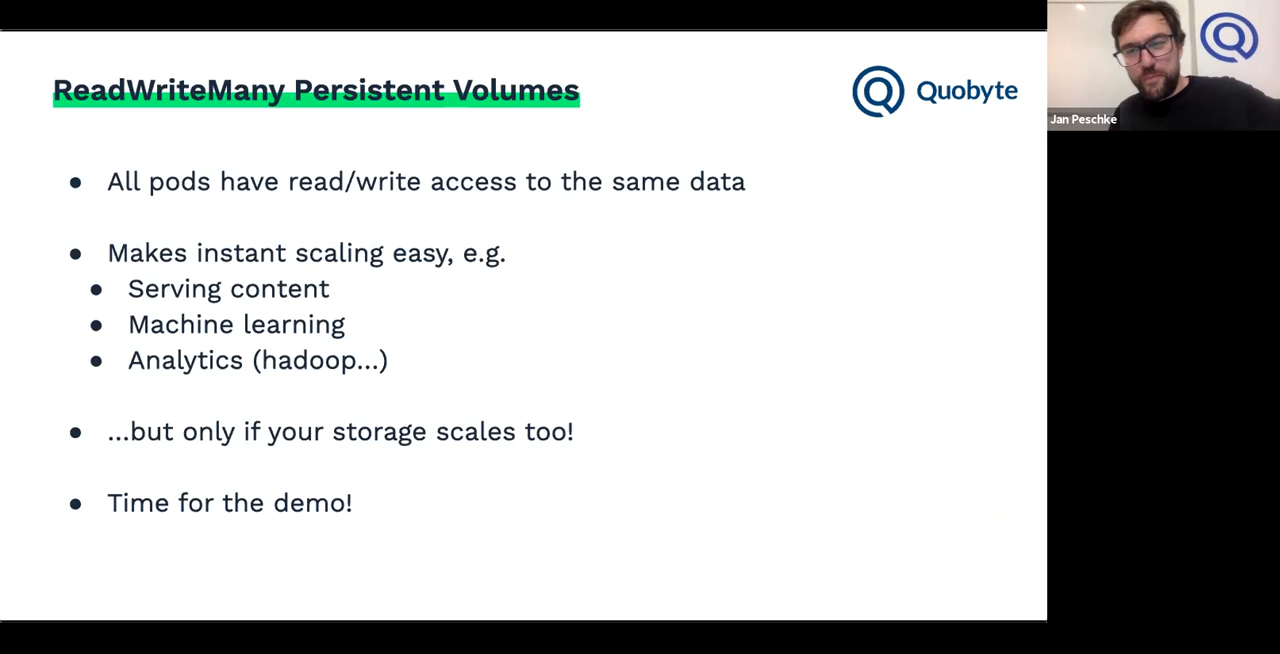 ReadWriteMany Persistent Volumes
Quobyte
Jan Peschke
All pods have read/write access to the same data
Makes instant scaling easy, e.g.
Serving content
Machine learning
Analytics (hadoop...)
...but only if your storage scales too!
Time for the demo!